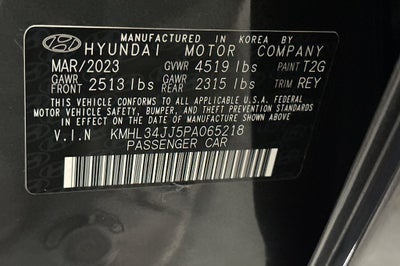 MANUFACTURED IN KOREA BY
HYUNDAI MOTOR COMPANY
MAR/2023 GVWR 4519 lbs PAINT T2G
GAWR FRONT 2513 lbs GAWR REAR 2315 lbs TRIM REY
THIS VEHICLE CONFORMS TO ALL APPLICABLE U.S.A. FEDERAL
MOTOR VEHICLE SAFETY, BUMPER, AND THEFT PREVENTION STANDARDS
IN EFFECT ON THE DATE OF MANUFACTURE SHOWN ABOVE.
V.I.N KMHL34JJ5PA065218
PASSENGER CAR